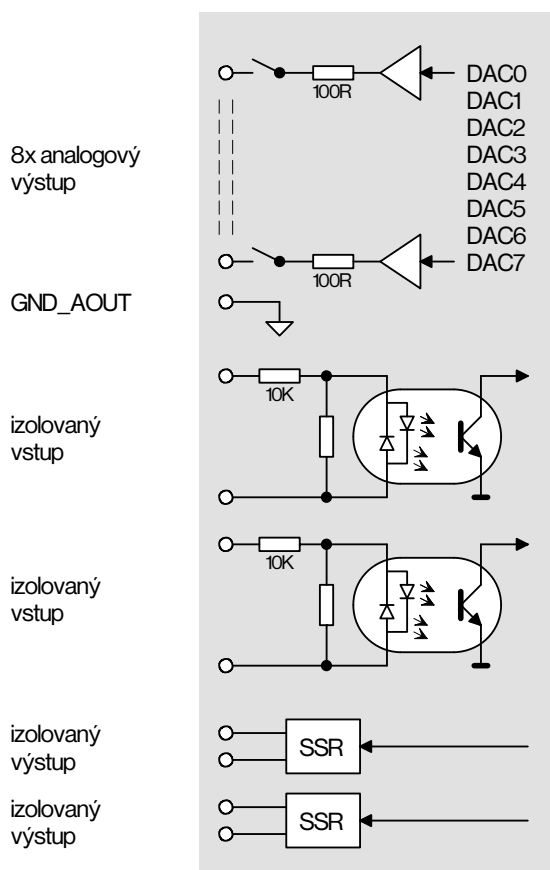 DAC0
100R
DAC1
DAC2
8x analogový
výstup
DAC3
DAC4
DAC5
DAC6
DAC7
100R
GND_AOUT
10K
izolovaný
vstup
10K
izolovaný
vstup
izolovaný
výstup
SSR
izolovaný
výstup
SSR